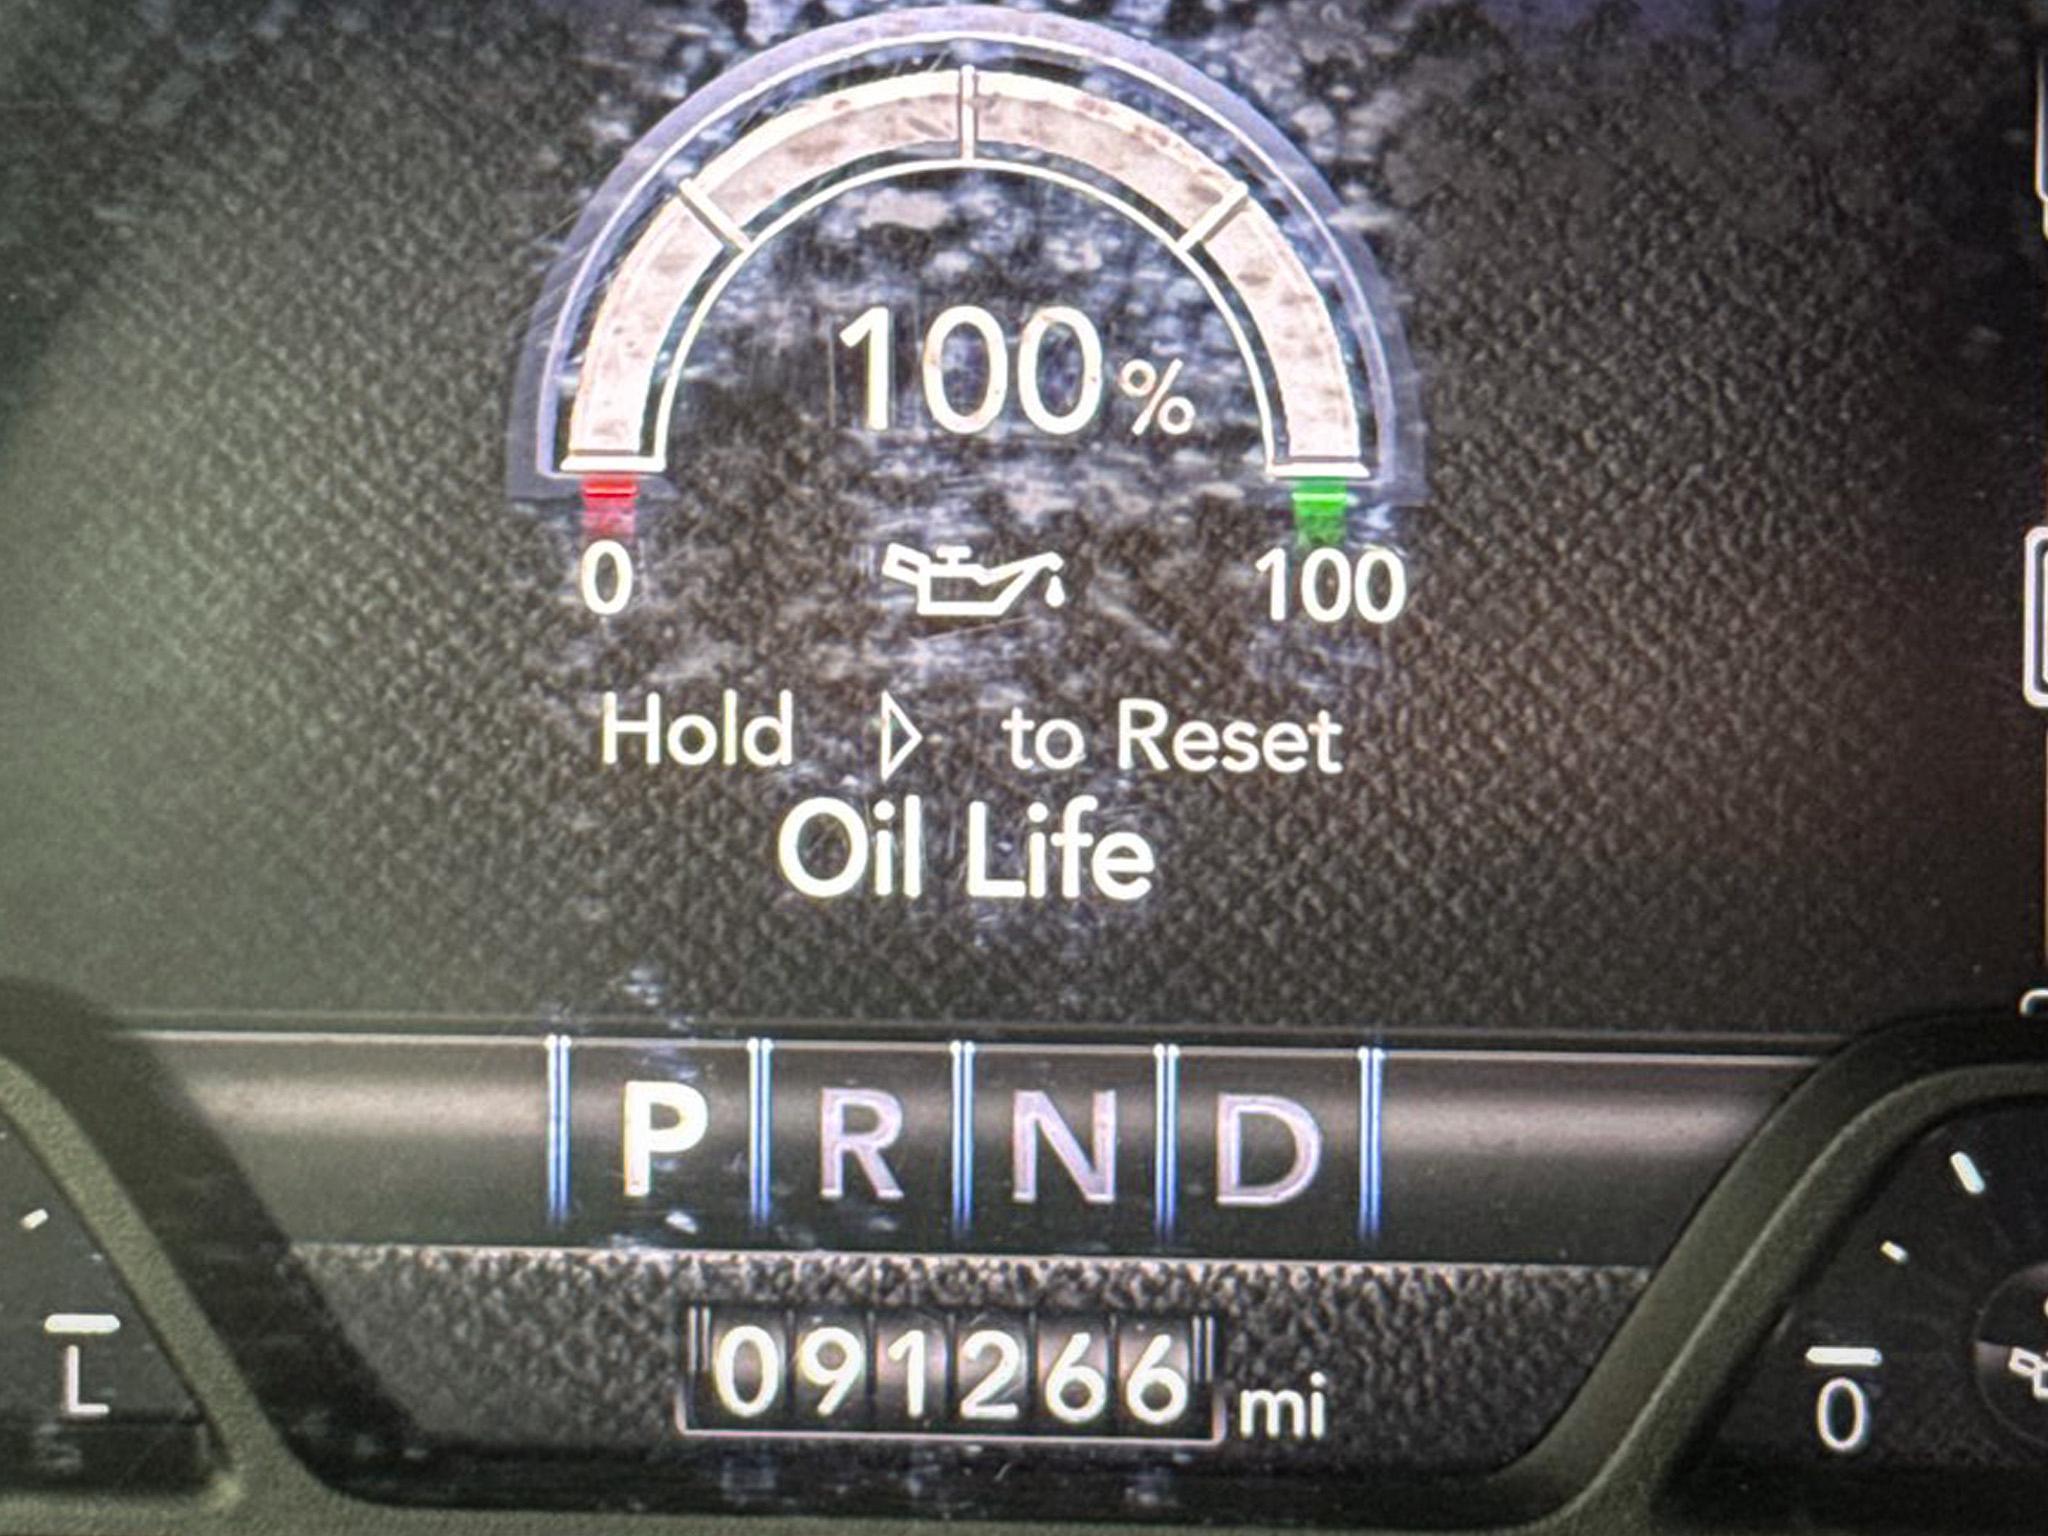 100%
0 100
Hold ▷ to Reset
Oil Life
P R N D
091266 mi
L
0